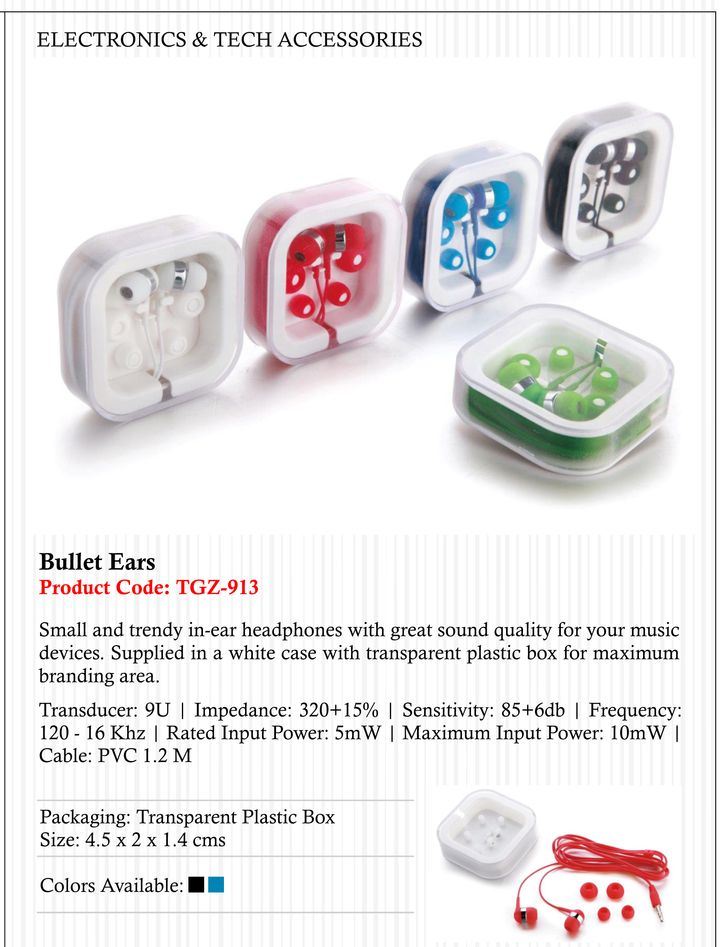 ELECTRONICS & TECH ACCESSORIES
Bullet Ears
Product Code: TGZ-913
Small and trendy in-ear headphones with great sound quality for your music
devices. Supplied in a white case with transparent plastic box for maximum
branding area.
Transducer: 9U | Impedance: 320+15% | Sensitivity: 85+6db | Frequency:
120 - 16 Khz | Rated Input Power: 5mW | Maximum Input Power: 10mW |
Cable: PVC 1.2 M
Packaging: Transparent Plastic Box
Size: 4.5 x 2 x 1.4 cms
Colors Available: